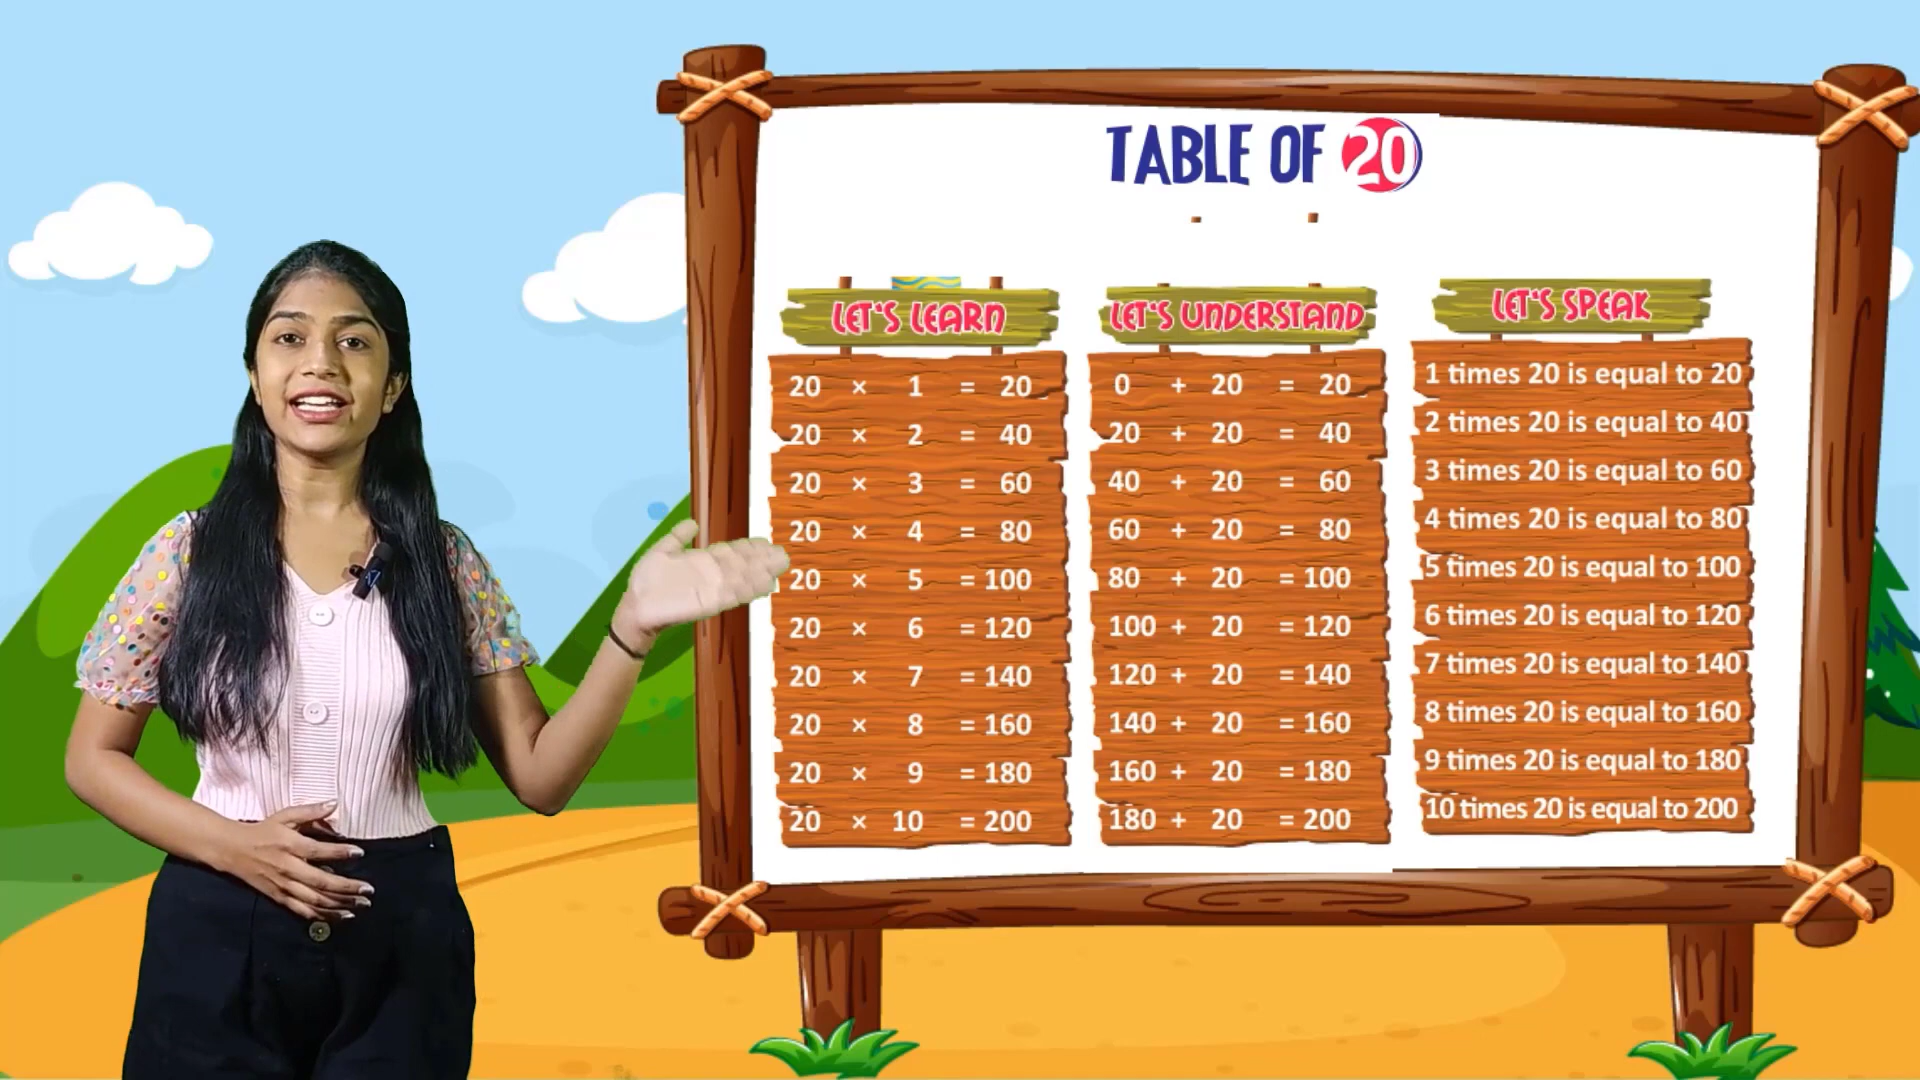 TABLE OF 20
LET'S LEARN
20 × 1 = 20
20 × 2 = 40
20 × 3 = 60
20 × 4 = 80
20 × 5 = 100
20 × 6 = 120
20 × 7 = 140
20 × 8 = 160
20 × 9 = 180
20 × 10 = 200
LET'S UNDERSTAND
0 + 20 = 20
20 + 20 = 40
40 + 20 = 60
60 + 20 = 80
80 + 20 = 100
100 + 20 = 120
120 + 20 = 140
140 + 20 = 160
160 + 20 = 180
180 + 20 = 200
LET'S SPEAK
1 times 20 is equal to 20
2 times 20 is equal to 40
3 times 20 is equal to 60
4 times 20 is equal to 80
5 times 20 is equal to 100
6 times 20 is equal to 120
7 times 20 is equal to 140
8 times 20 is equal to 160
9 times 20 is equal to 180
10 times 20 is equal to 200